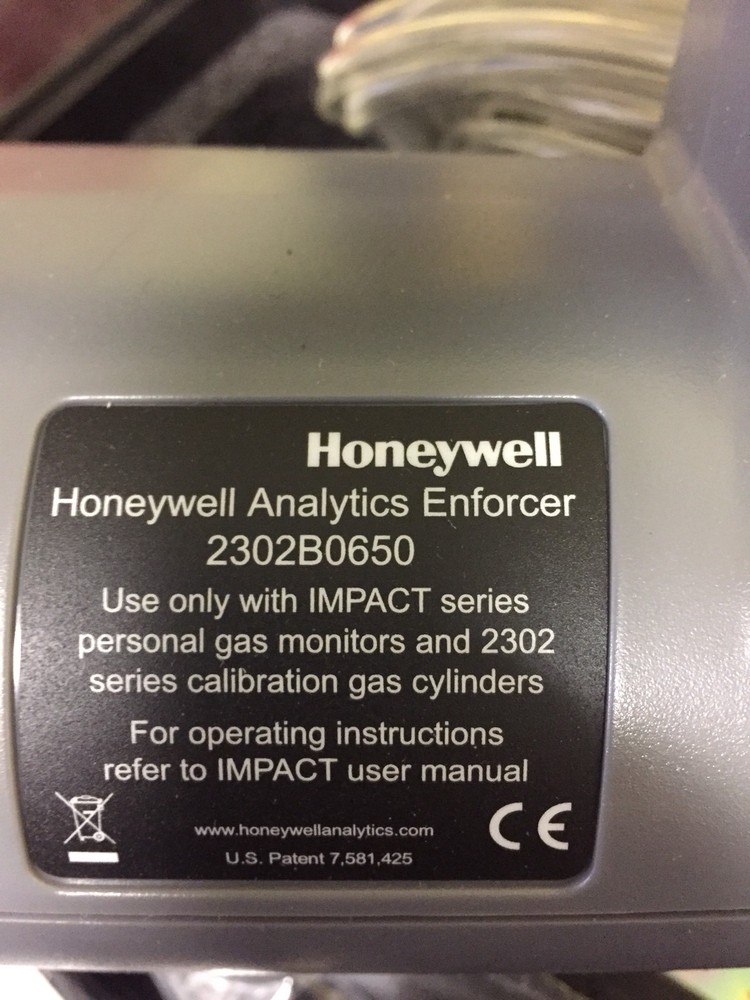 Honeywell
Honeywell Analytics Enforcer
2302B0650
Use only with IMPACT series
personal gas monitors and 2302
series calibration gas cylinders
For operating instructions
refer to IMPACT user manual
www.honeywellanalytics.com
CE
U.S. Patent 7,581,425